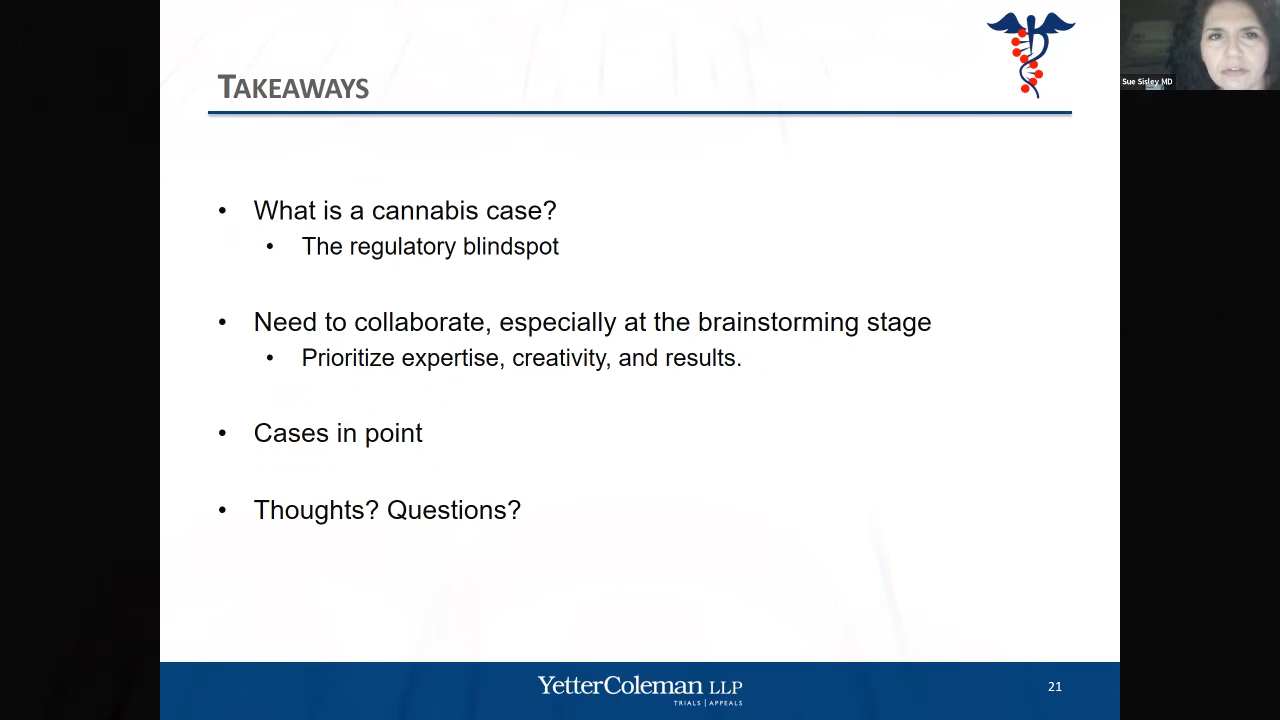 Sue Sisley MD
TAKEAWAYS
• What is a cannabis case?
• The regulatory blindspot
• Need to collaborate, especially at the brainstorming stage
• Prioritize expertise, creativity, and results.
• Cases in point
• Thoughts? Questions?
YetterColeman LLP
TRIALS | APPEALS
21